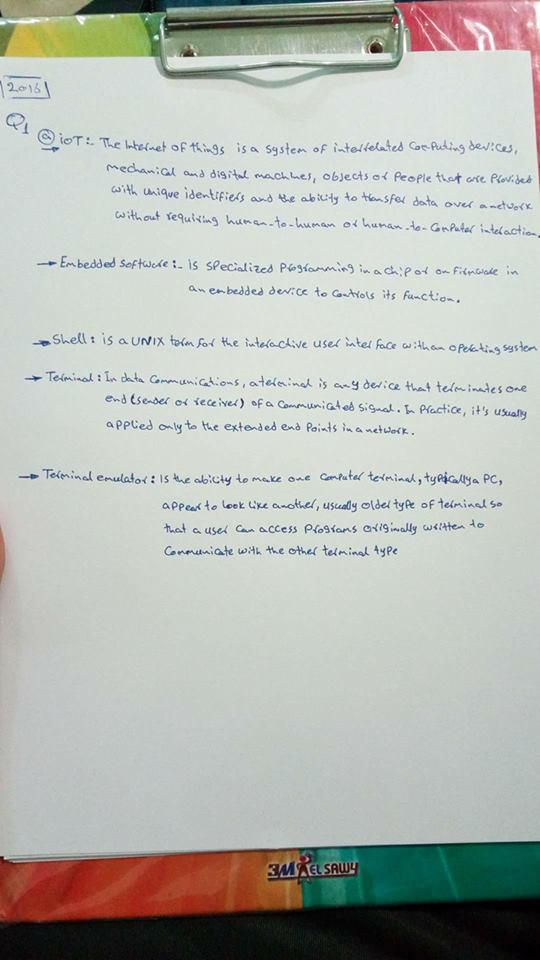 2016
Q1 (a) ioT:- The Internet of things is a system of interrelated computing devices,
mechanical and digital machines, objects or people that are provided
with unique identifiers and the ability to transfer data over a network
without requiring human-to-human or human-to-computer interaction.
→ Embedded software:- Is specialized programming in a chip or on firmware in
an embedded device to controls its function.
→ Shell: is a UNIX term for the interactive user interface with an operating system
→ Terminal: In data communications, a terminal is any device that terminates one
end (sender or receiver) of a communicated signal. In practice, it's usually
applied only to the extended end points in a network.
→ Terminal emulator: Is the ability to make one computer terminal, typically a PC,
appear to look like another, usually older type of terminal so
that a user can access programs originally written to
communicate with the other terminal type
3M EL SAWY